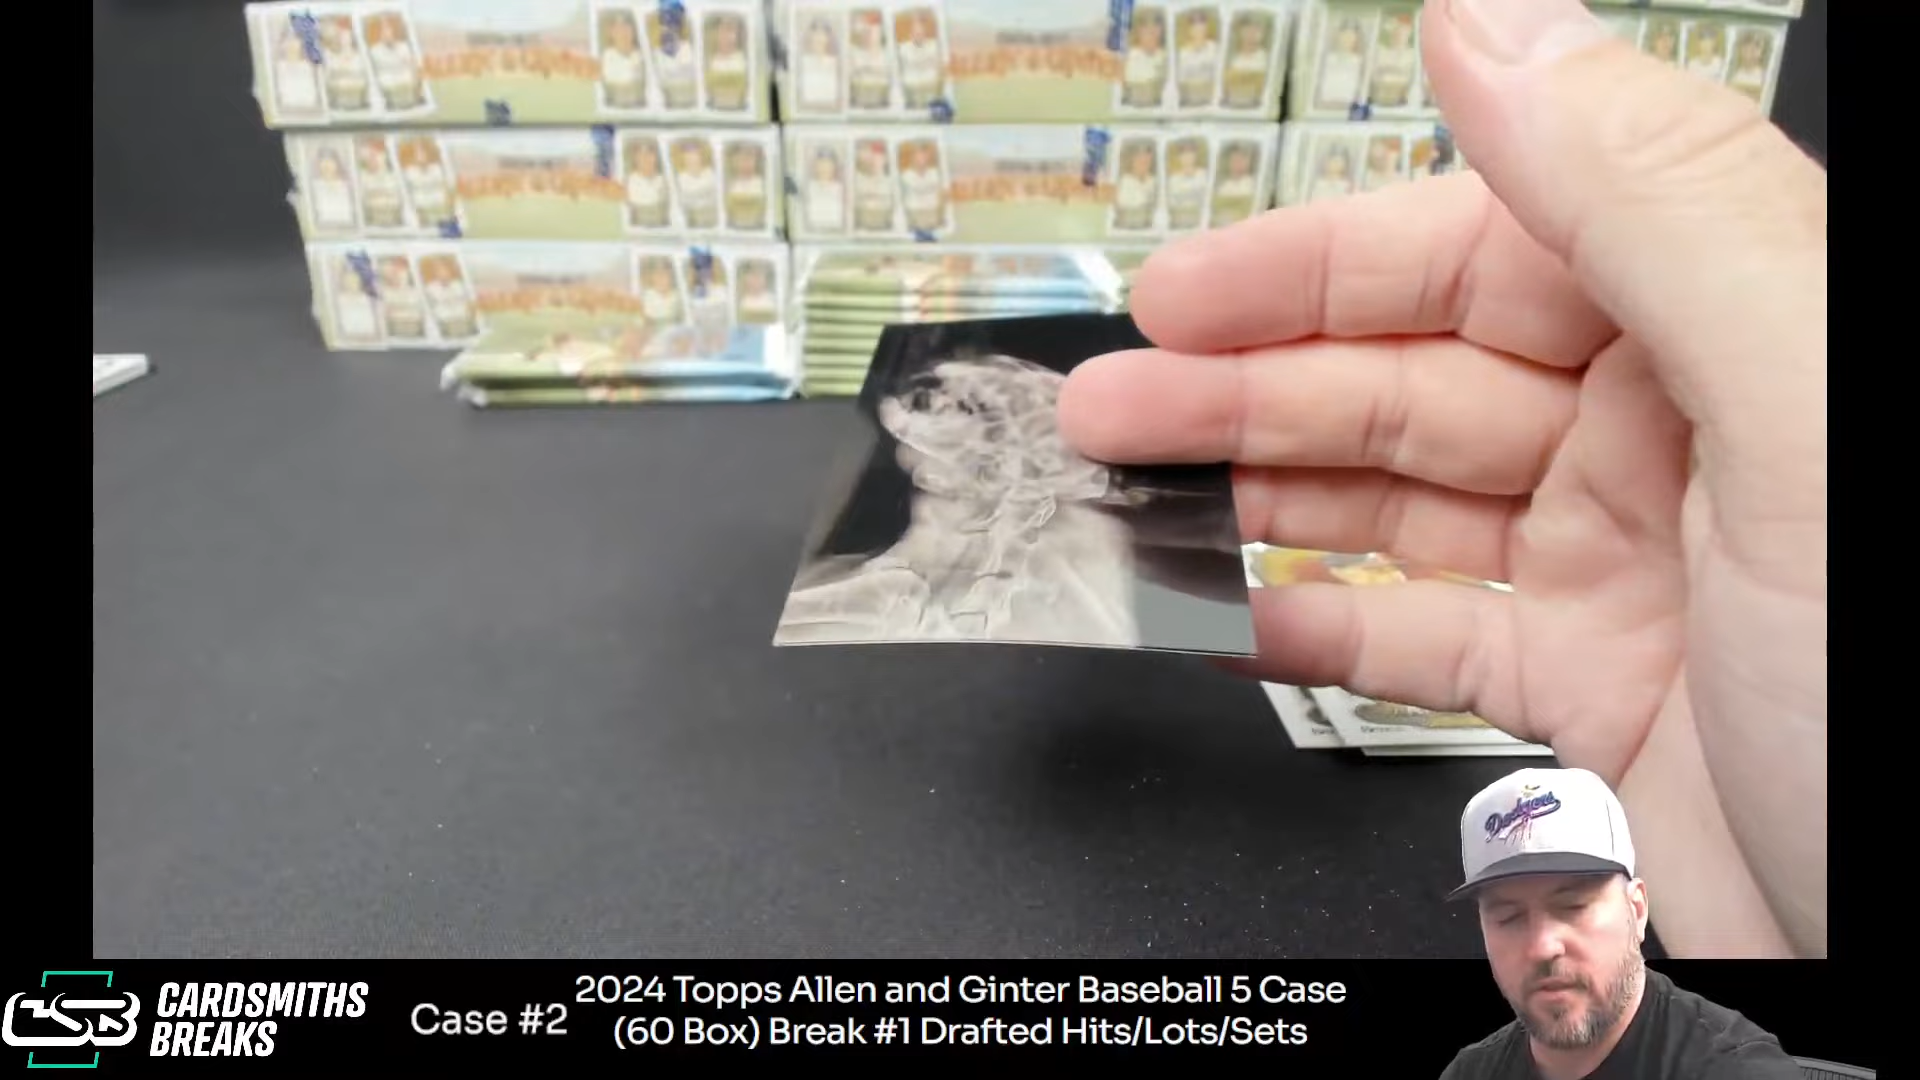 Dodgers
CARDSMITHS
BREAKS
Case #2
2024 Topps Allen and Ginter Baseball 5 Case
(60 Box) Break #1 Drafted Hits/Lots/Sets